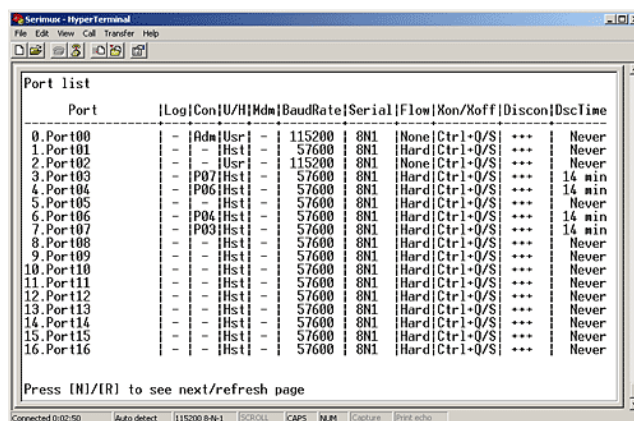 Serimux - HyperTerminal
File Edit View Call Transfer Help
Port list
Port |Log|Con|U/H|Mdm|BaudRate|Serial|Flow|Xon/Xoff|Discon|DscTime
0.Port00 | - |Adm|Usr| - | 115200 | 8N1 |None|Ctrl+Q/S| +++ | Never
1.Port01 | - | - |Hst| - | 57600 | 8N1 |Hard|Ctrl+Q/S| +++ | Never
2.Port02 | - | - |Usr| - | 115200 | 8N1 |None|Ctrl+Q/S| +++ | Never
3.Port03 | - |P07|Hst| - | 57600 | 8N1 |Hard|Ctrl+Q/S| +++ | 14 min
4.Port04 | - |P06|Hst| - | 57600 | 8N1 |Hard|Ctrl+Q/S| +++ | 14 min
5.Port05 | - | - |Hst| - | 57600 | 8N1 |Hard|Ctrl+Q/S| +++ | Never
6.Port06 | - |P04|Hst| - | 57600 | 8N1 |Hard|Ctrl+Q/S| +++ | 14 min
7.Port07 | - |P03|Hst| - | 57600 | 8N1 |Hard|Ctrl+Q/S| +++ | 14 min
8.Port08 | - | - |Hst| - | 57600 | 8N1 |Hard|Ctrl+Q/S| +++ | Never
9.Port09 | - | - |Hst| - | 57600 | 8N1 |Hard|Ctrl+Q/S| +++ | Never
10.Port10 | - | - |Hst| - | 57600 | 8N1 |Hard|Ctrl+Q/S| +++ | Never
11.Port11 | - | - |Hst| - | 57600 | 8N1 |Hard|Ctrl+Q/S| +++ | Never
12.Port12 | - | - |Hst| - | 57600 | 8N1 |Hard|Ctrl+Q/S| +++ | Never
13.Port13 | - | - |Hst| - | 57600 | 8N1 |Hard|Ctrl+Q/S| +++ | Never
14.Port14 | - | - |Hst| - | 57600 | 8N1 |Hard|Ctrl+Q/S| +++ | Never
15.Port15 | - | - |Hst| - | 57600 | 8N1 |Hard|Ctrl+Q/S| +++ | Never
16.Port16 | - | - |Hst| - | 57600 | 8N1 |Hard|Ctrl+Q/S| +++ | Never
Press [N]/[R] to see next/refresh page
Connected 0:02:50 Auto detect 115200 8-N-1 SCROLL CAPS NUM Capture Print echo